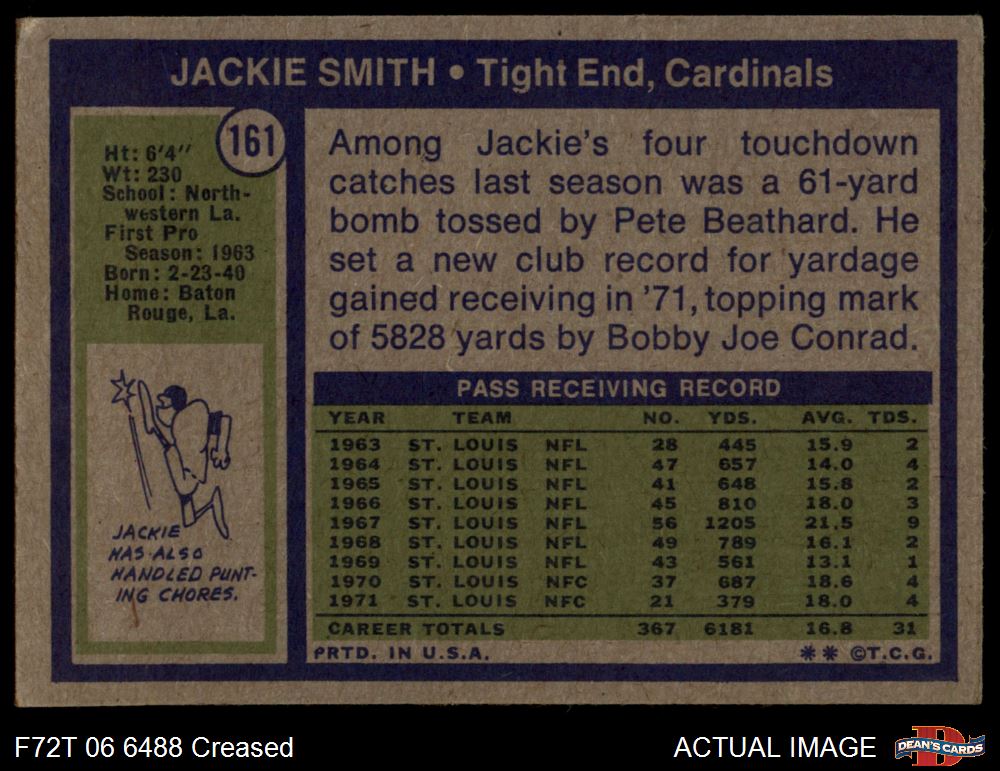 JACKIE SMITH • Tight End, Cardinals
161
Ht: 6'4"
Wt: 230
School: North-
western La.
First Pro
Season: 1963
Born: 2-23-40
Home: Baton
Rouge, La.
JACKIE
HAS ALSO
HANDLED PUNT-
ING CHORES.
Among Jackie's four touchdown
catches last season was a 61-yard
bomb tossed by Pete Beathard. He
set a new club record for yardage
gained receiving in '71, topping mark
of 5828 yards by Bobby Joe Conrad.
PASS RECEIVING RECORD
YEAR TEAM NO. YDS. AVG. TDS.
1963 ST. LOUIS NFL 28 445 15.9 2
1964 ST. LOUIS NFL 47 657 14.0 4
1965 ST. LOUIS NFL 41 648 15.8 2
1966 ST. LOUIS NFL 45 810 18.0 3
1967 ST. LOUIS NFL 56 1205 21.5 9
1968 ST. LOUIS NFL 49 789 16.1 2
1969 ST. LOUIS NFL 43 561 13.1 1
1970 ST. LOUIS NFC 37 687 18.6 4
1971 ST. LOUIS NFC 21 379 18.0 4
CAREER TOTALS 367 6181 16.8 31
PRTD. IN U.S.A. ** ©T.C.G.
F72T 06 6488 Creased
ACTUAL IMAGE
D
DEAN'S CARDS